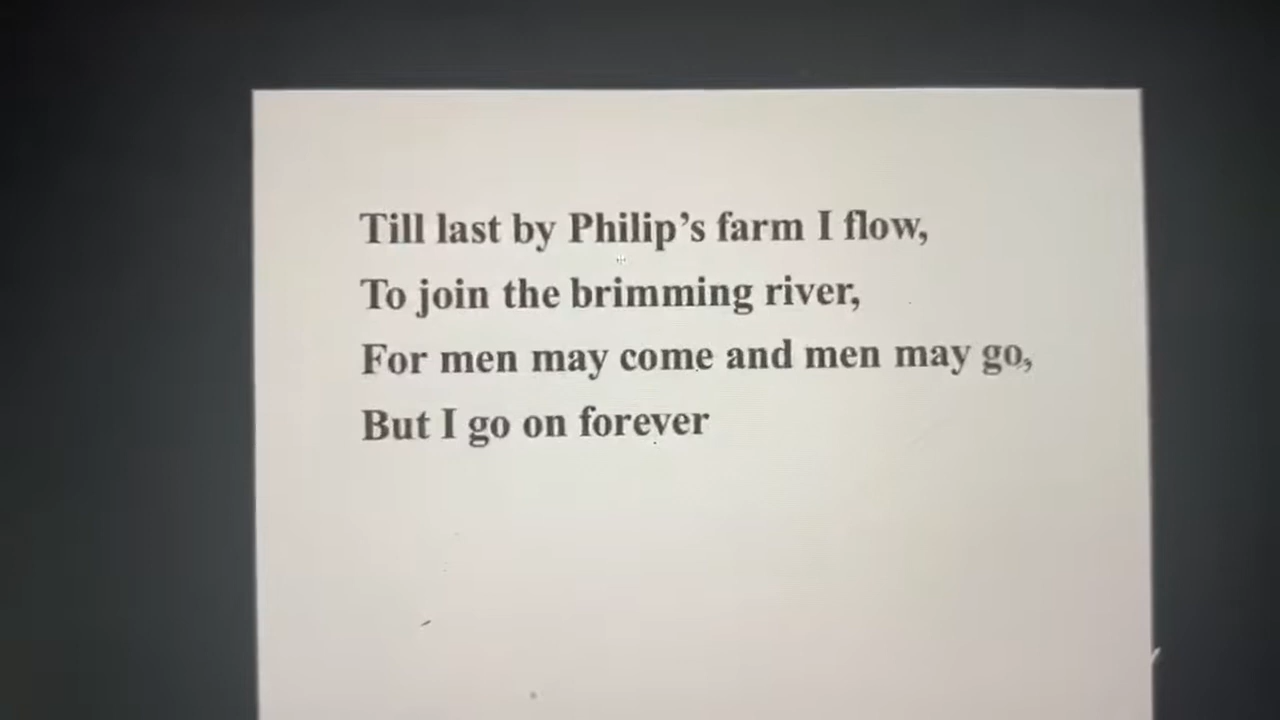 Till last by Philip’s farm I flow,
To join the brimming river,
For men may come and men may go,
But I go on forever